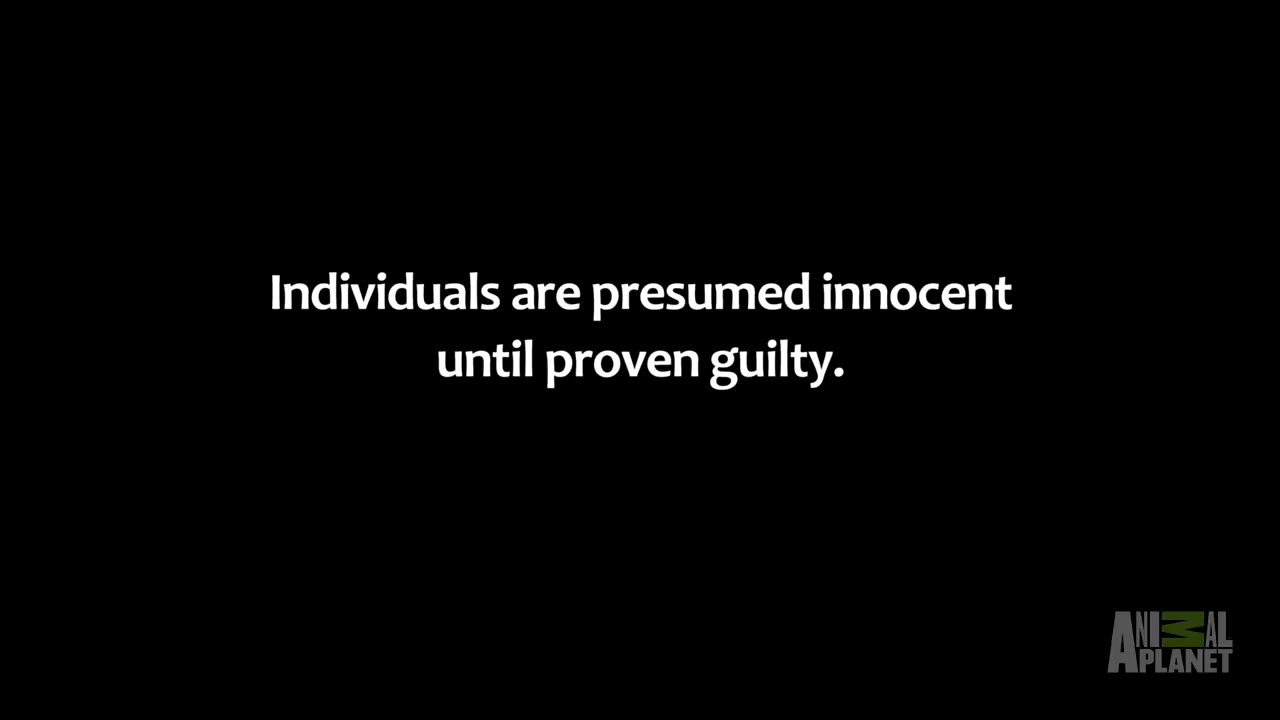 Individuals are presumed innocent
until proven guilty.
ANIMAL
PLANET